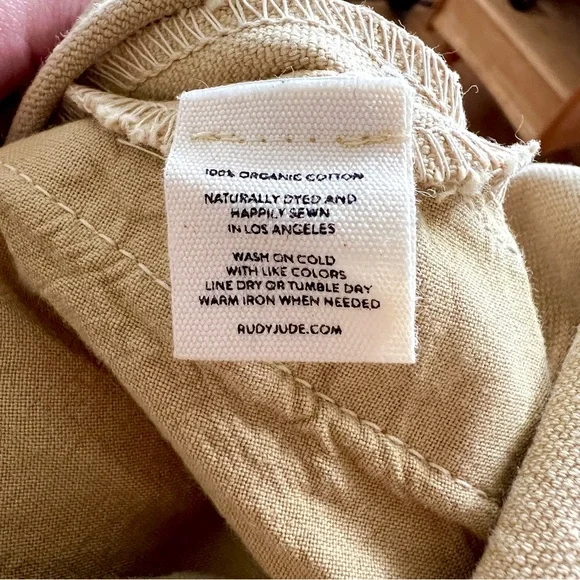 100% ORGANIC COTTON
NATURALLY DYED AND
HAPPILY SEWN
IN LOS ANGELES
WASH ON COLD
WITH LIKE COLORS
LINE DRY OR TUMBLE DAY
WARM IRON WHEN NEEDED
RUDYJUDE.COM